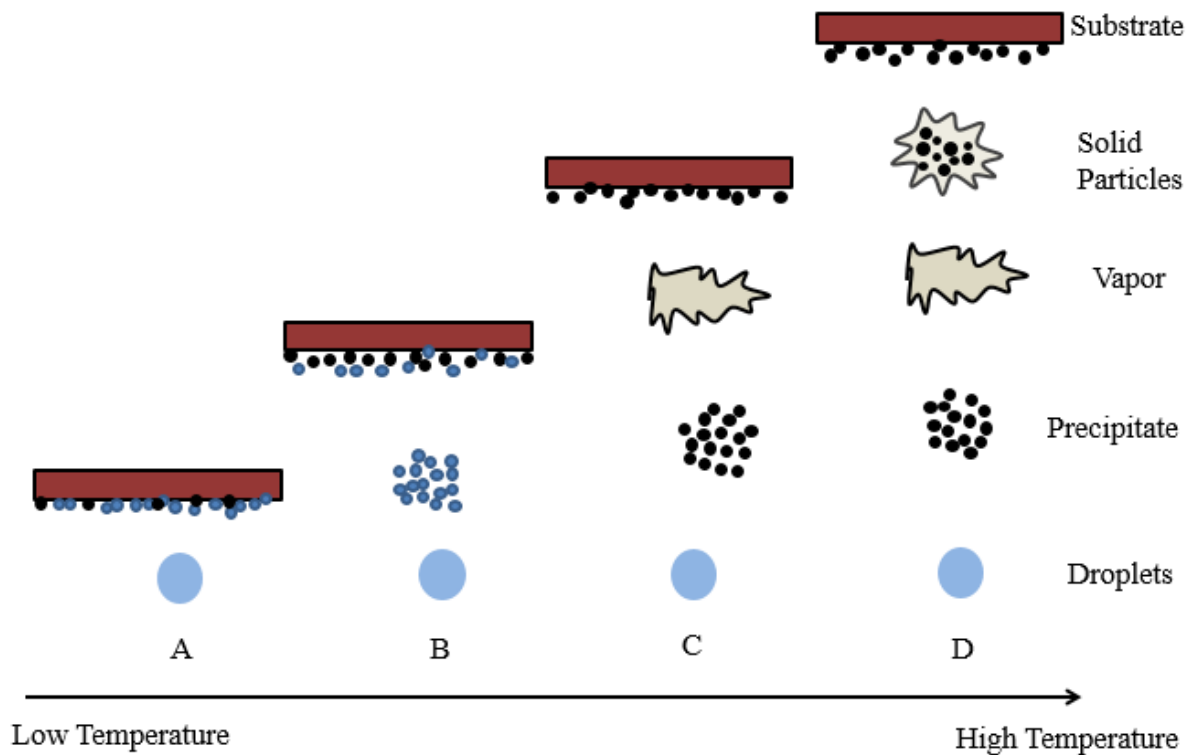 Substrate
Solid
Particles
Vapor
Precipitate
Droplets
A B C D
Low Temperature High Temperature